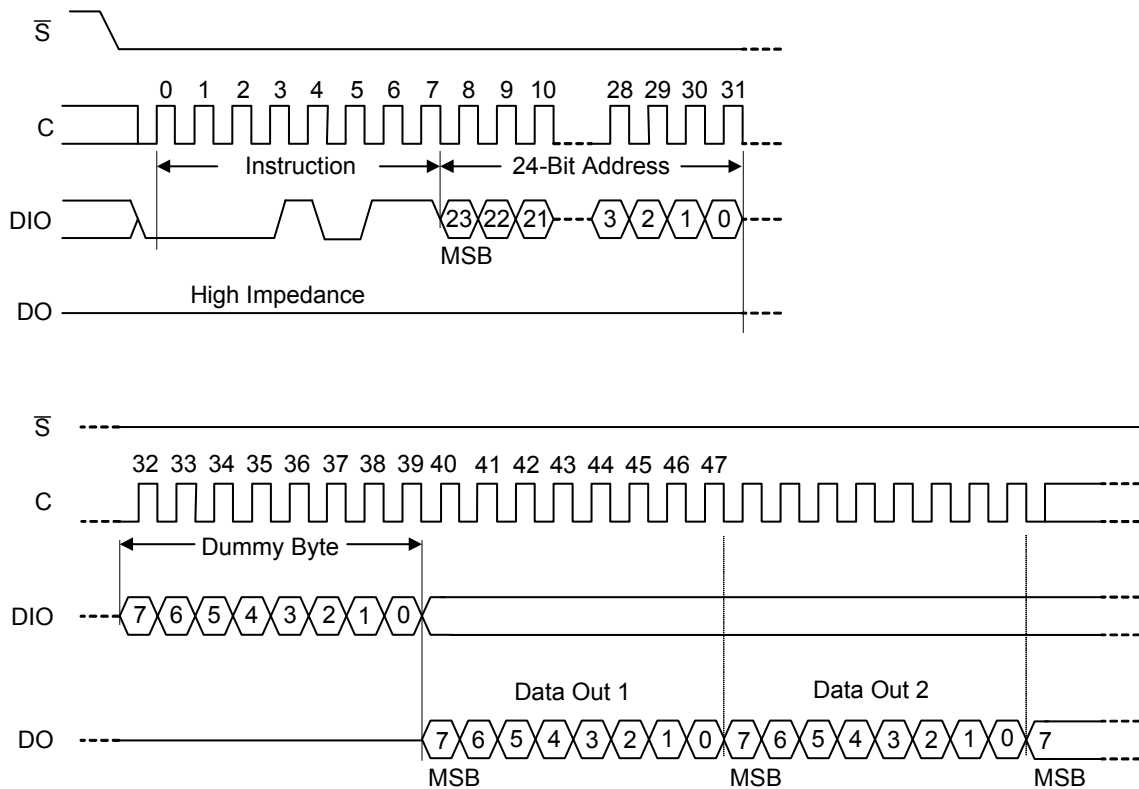 S̅
0 1 2 3 4 5 6 7 8 9 10 28 29 30 31
C
Instruction 24-Bit Address
DIO 23 22 21 3 2 1 0
MSB
High Impedance
DO
S̅
32 33 34 35 36 37 38 39 40 41 42 43 44 45 46 47
C
Dummy Byte
DIO 7 6 5 4 3 2 1 0
Data Out 1 Data Out 2
DO 7 6 5 4 3 2 1 0 7 6 5 4 3 2 1 0 7
MSB MSB MSB